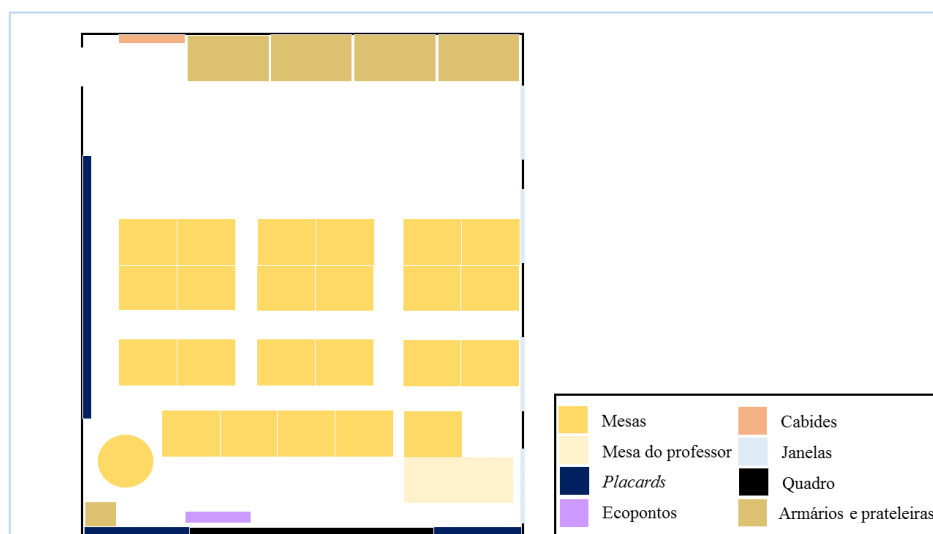 Mesas
Mesa do professor
Placards
Ecopontos
Cabides
Janelas
Quadro
Armários e prateleiras